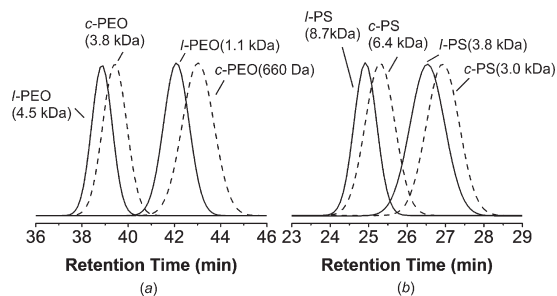 c-PEO
(3.8 kDa)
l-PEO(1.1 kDa)
c-PEO(660 Da)
l-PEO
(4.5 kDa)
36 38 40 42 44 46
Retention Time (min)
(a)
l-PS
(8.7kDa)
c-PS
(6.4 kDa)
l-PS(3.8 kDa)
c-PS(3.0 kDa)
23 24 25 26 27 28 29
Retention Time (min)
(b)